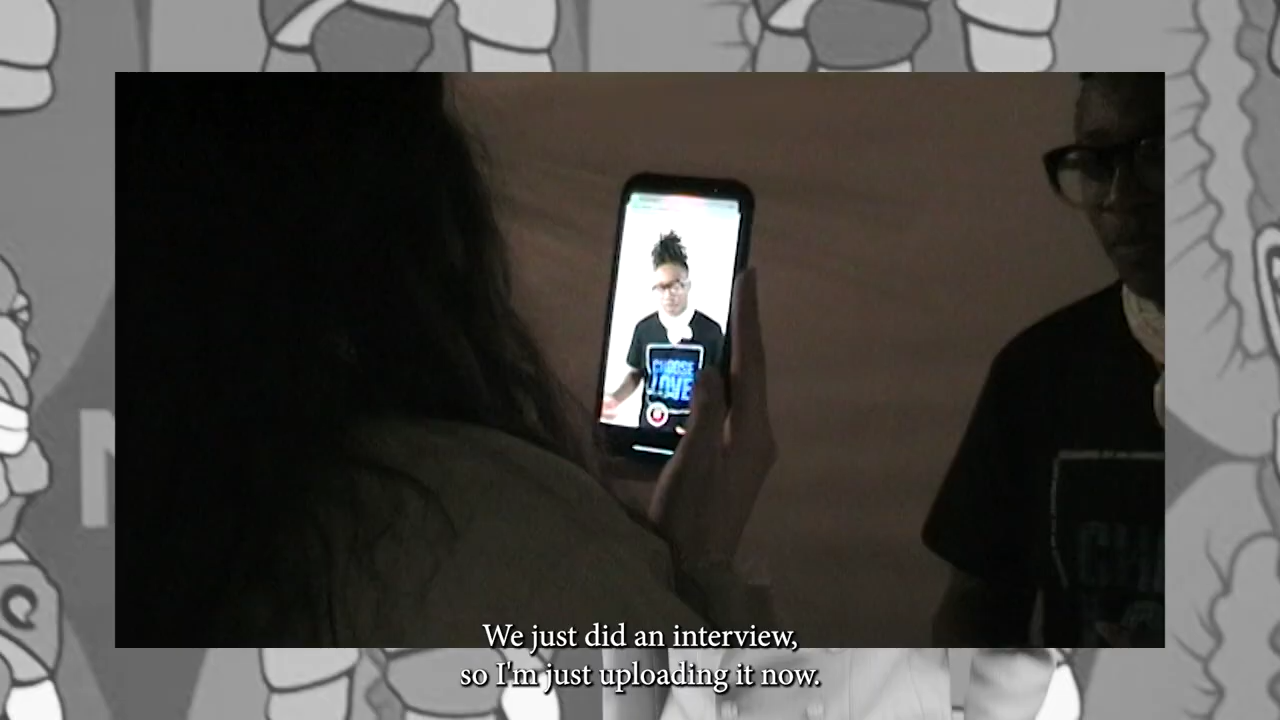 CHOOSE
LOVE
We just did an interview,
so I'm just uploading it now.